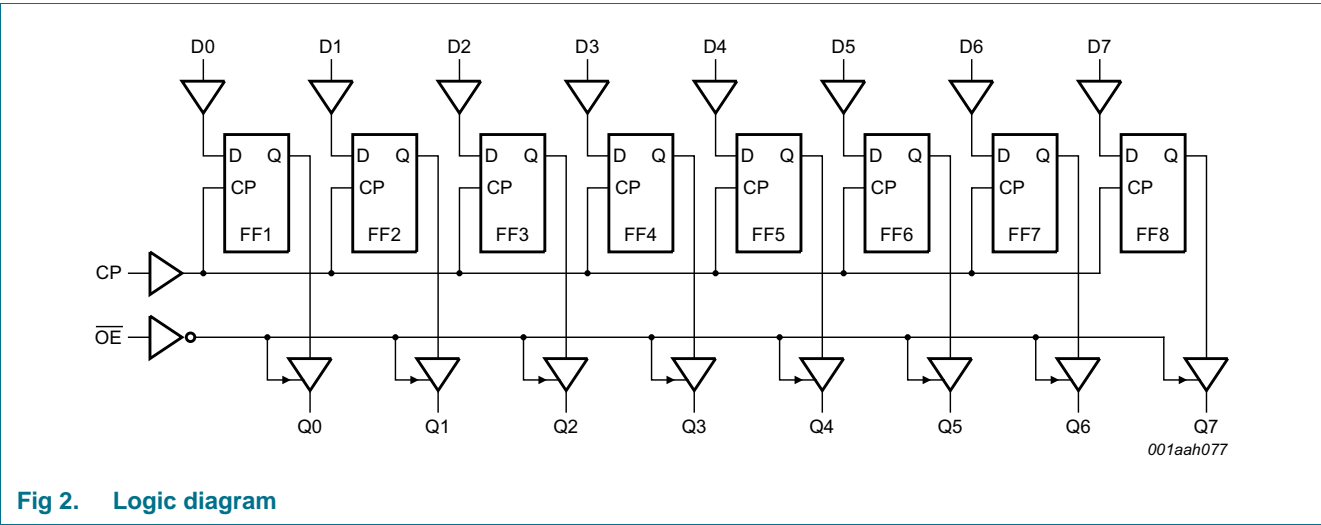 D0 D1 D2 D3 D4 D5 D6 D7
D Q D Q D Q D Q D Q D Q D Q D Q
CP CP CP CP CP CP CP CP
FF1 FF2 FF3 FF4 FF5 FF6 FF7 FF8
CP
O̅E̅
Q0 Q1 Q2 Q3 Q4 Q5 Q6 Q7
001aah077
Fig 2. Logic diagram